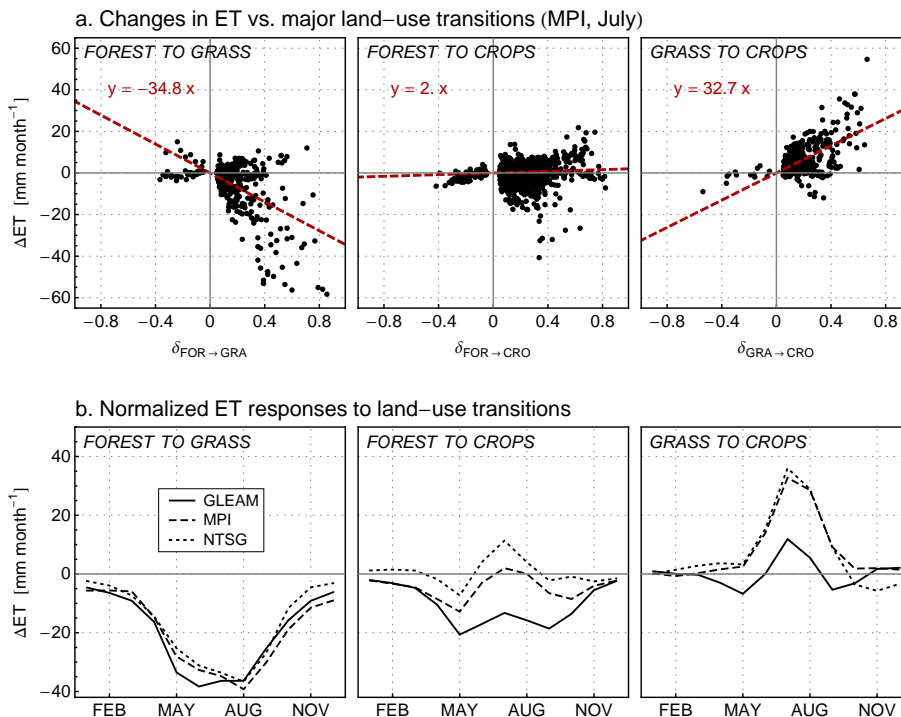 a. Changes in ET vs. major land−use transitions (MPI, July)
FOREST TO GRASS
FOREST TO CROPS
GRASS TO CROPS
y = −34.8 x
y = 2. x
y = 32.7 x
ΔET [mm month−1]
60
40
20
0
−20
−40
−60
−0.8 −0.4 0 0.4 0.8
−0.8 −0.4 0 0.4 0.8
−0.8 −0.4 0 0.4 0.8
δFOR→GRA
δFOR→CRO
δGRA→CRO
b. Normalized ET responses to land−use transitions
FOREST TO GRASS
FOREST TO CROPS
GRASS TO CROPS
GLEAM
MPI
NTSG
ΔET [mm month−1]
40
20
0
−20
−40
FEB MAY AUG NOV
FEB MAY AUG NOV
FEB MAY AUG NOV